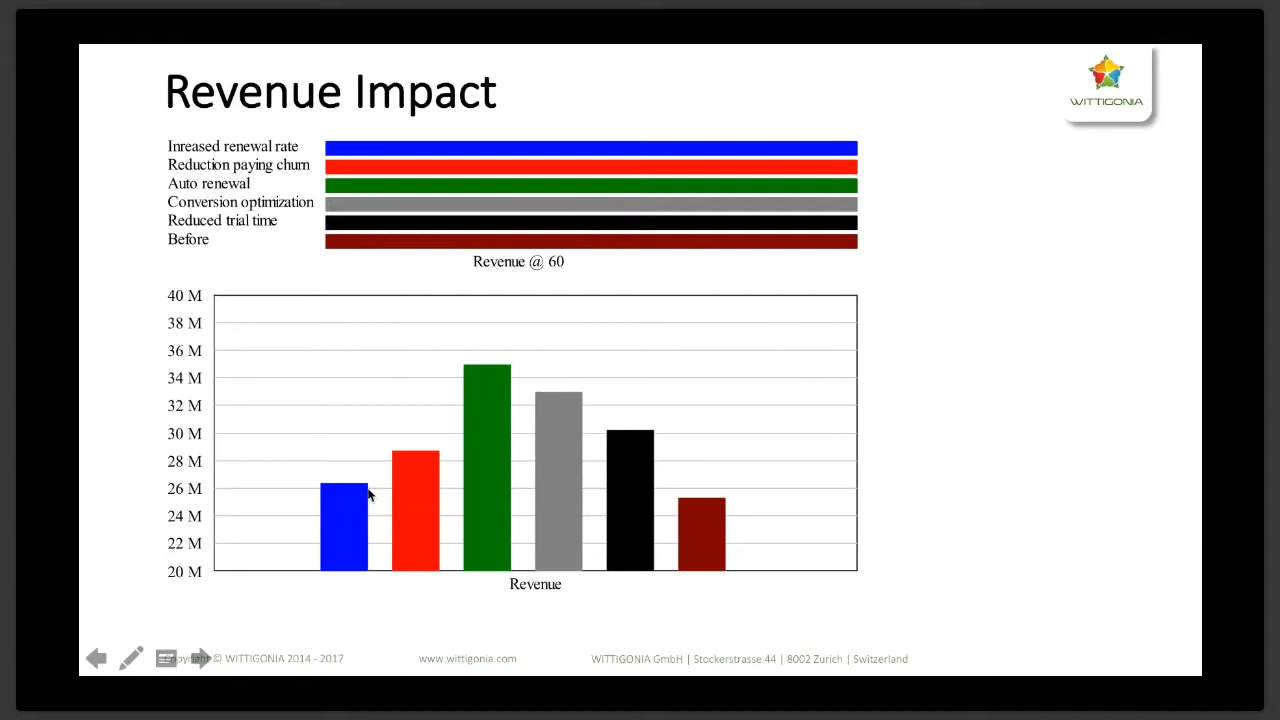 Revenue Impact
WITTIGONIA
Inreased renewal rate
Reduction paying churn
Auto renewal
Conversion optimization
Reduced trial time
Before
Revenue @ 60
40 M
38 M
36 M
34 M
32 M
30 M
28 M
26 M
24 M
22 M
20 M
Revenue
Copyright © WITTIGONIA 2014 - 2017
www.wittigonia.com
WITTIGONIA GmbH | Stockerstrasse 44 | 8002 Zurich | Switzerland